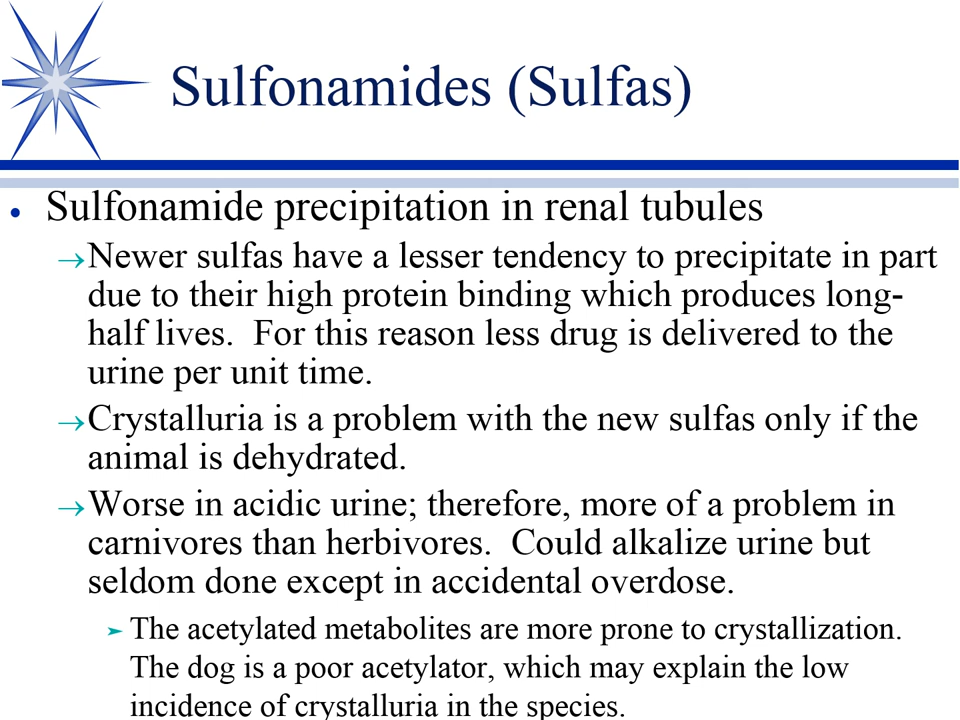 Sulfonamides (Sulfas)
• Sulfonamide precipitation in renal tubules
→Newer sulfas have a lesser tendency to precipitate in part
due to their high protein binding which produces long-
half lives.  For this reason less drug is delivered to the
urine per unit time.
→Crystalluria is a problem with the new sulfas only if the
animal is dehydrated.
→Worse in acidic urine; therefore, more of a problem in
carnivores than herbivores.  Could alkalize urine but
seldom done except in accidental overdose.
➤ The acetylated metabolites are more prone to crystallization.
The dog is a poor acetylator, which may explain the low
incidence of crystalluria in the species.